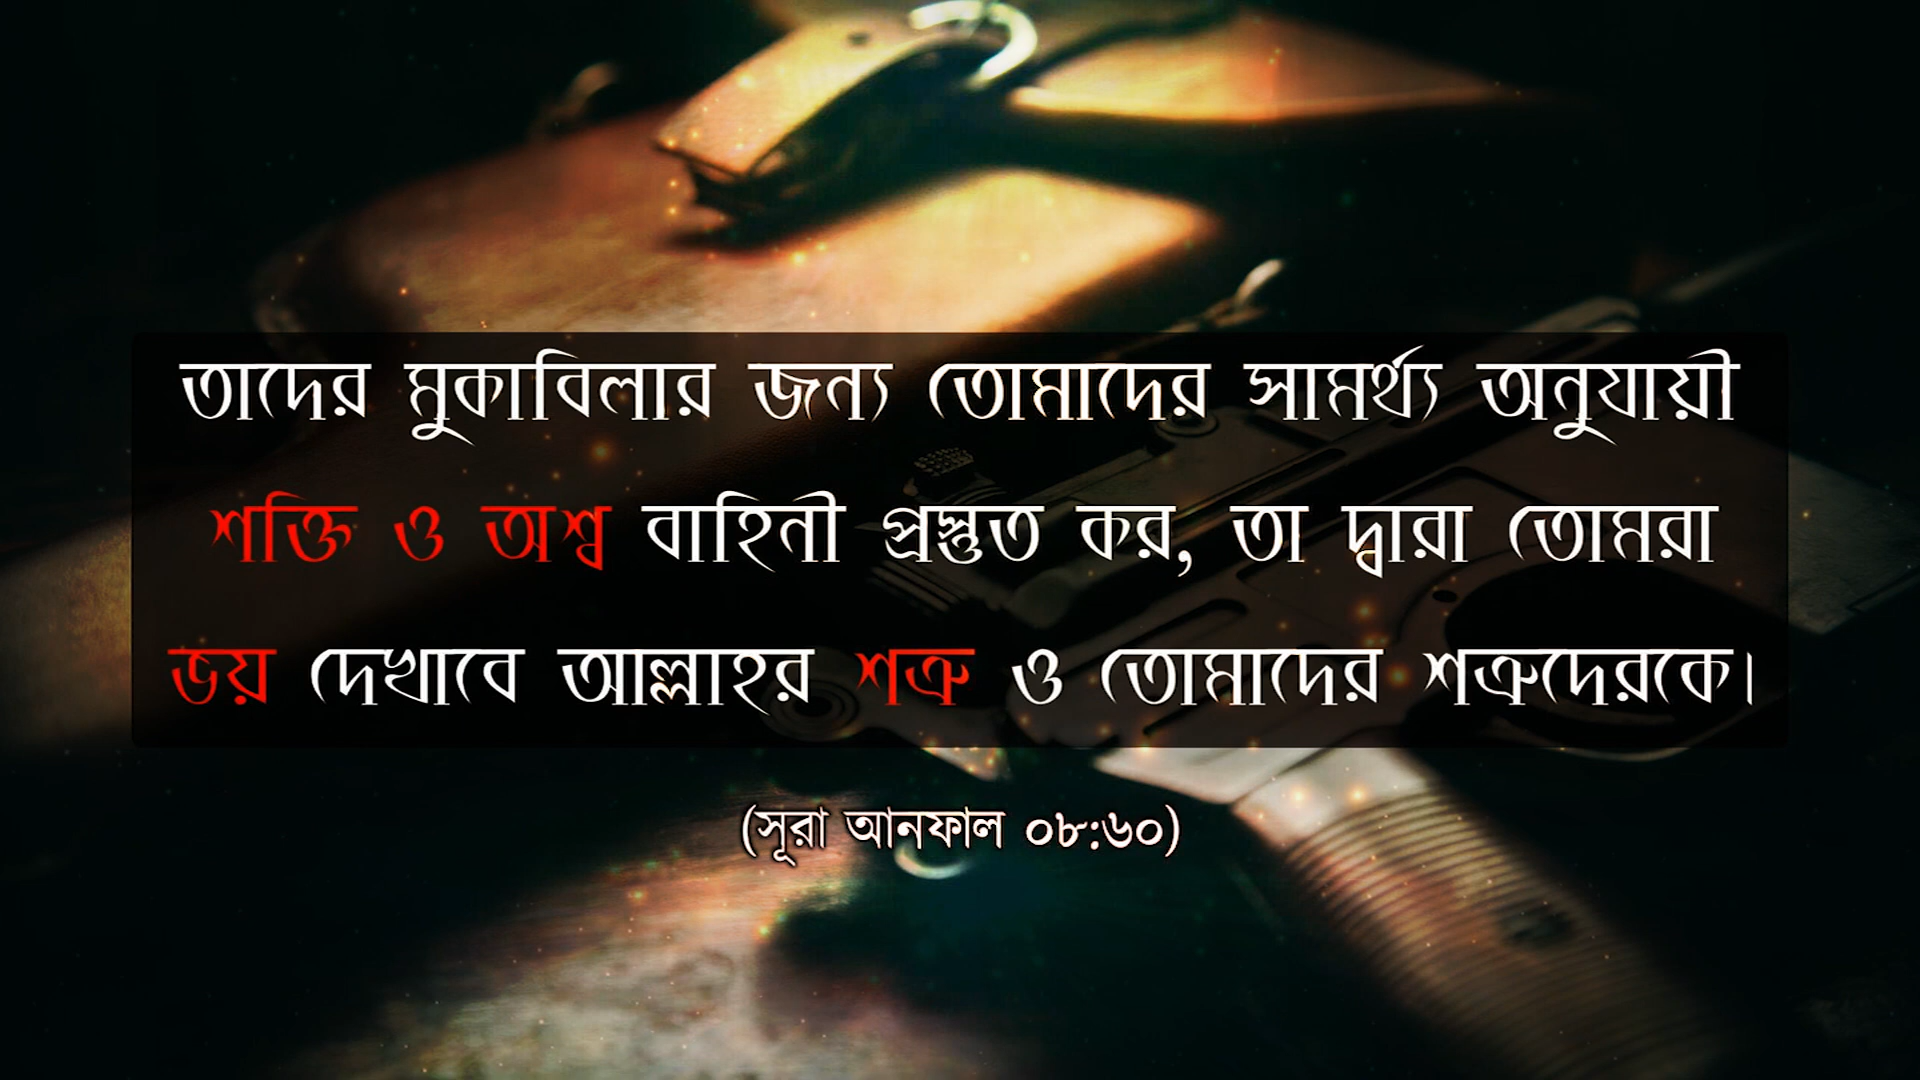 তাদের মুকাবিলার জন্য তোমাদের সামর্থ্য অনুযায়ী
শক্তি ও অশ্ব বাহিনী প্রস্তুত কর, তা দ্বারা তোমরা
ভয় দেখাবে আল্লাহর শত্রু ও তোমাদের শত্রুদেরকে।
(সূরা আনফাল ০৮:৬০)